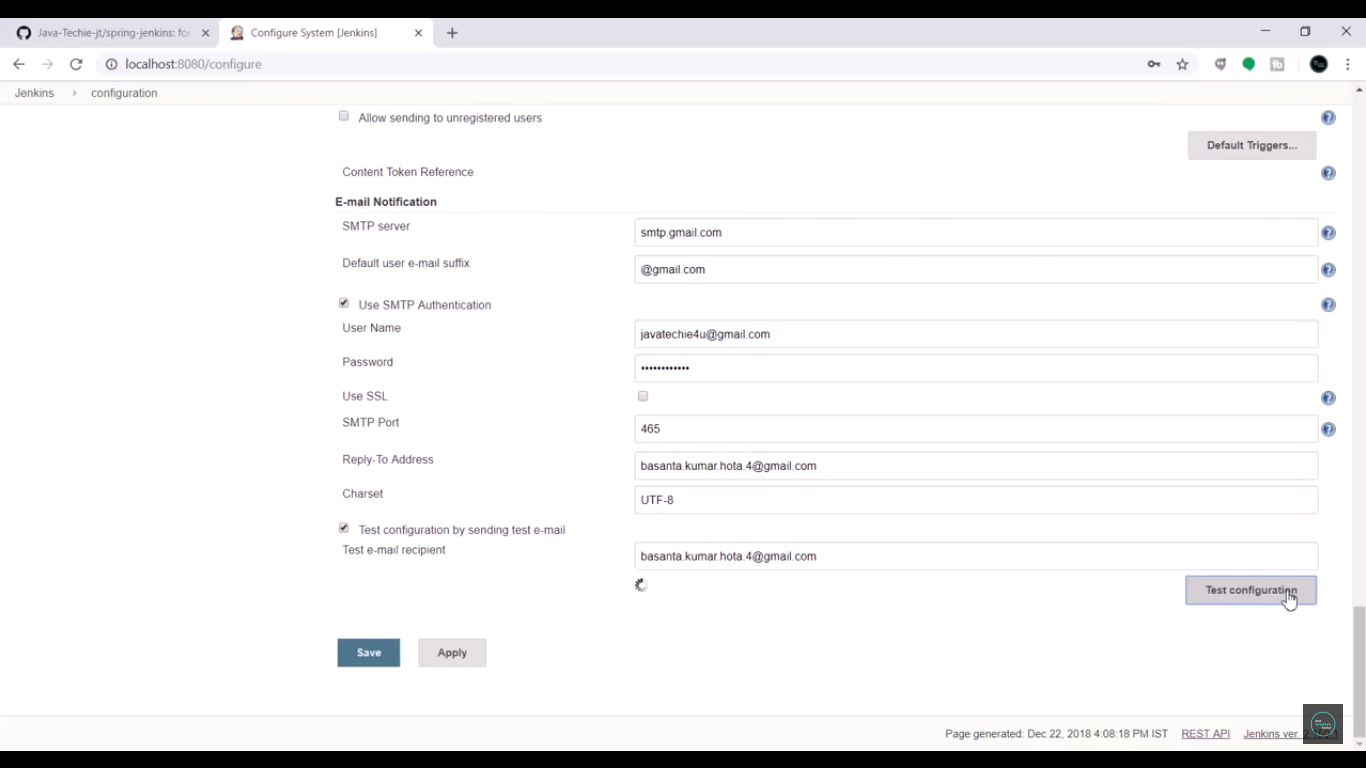 Java-Techie-jt/spring-jenkins: fo
Configure System [Jenkins]
localhost:8080/configure
Jenkins
configuration
Allow sending to unregistered users
Default Triggers...
Content Token Reference
E-mail Notification
SMTP server
smtp.gmail.com
Default user e-mail suffix
@gmail.com
Use SMTP Authentication
User Name
javatechie4u@gmail.com
Password
••••••••••••
Use SSL
SMTP Port
465
Reply-To Address
basanta.kumar.hota.4@gmail.com
Charset
UTF-8
Test configuration by sending test e-mail
Test e-mail recipient
basanta.kumar.hota.4@gmail.com
Test configuration
Save
Apply
Page generated: Dec 22, 2018 4:08:18 PM IST
REST API
Jenkins ver.